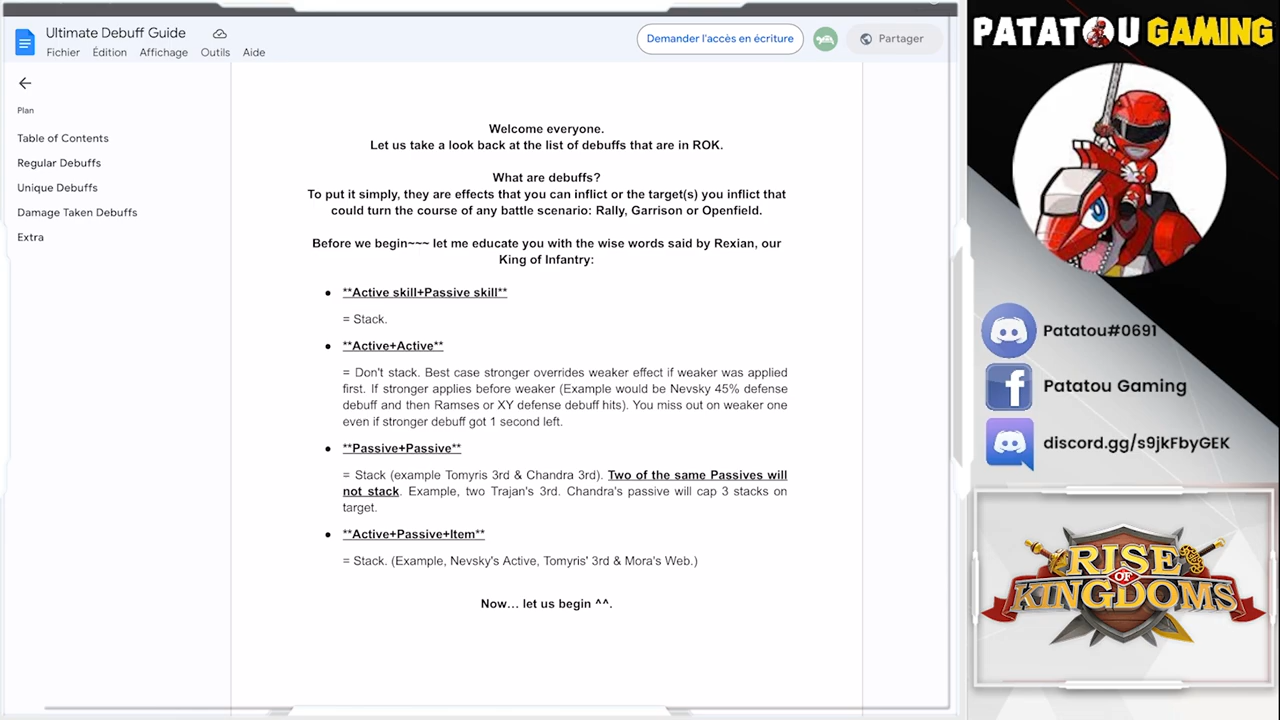 Ultimate Debuff Guide
Fichier Édition Affichage Outils Aide
Demander l'accès en écriture
Partager
Plan
Table of Contents
Regular Debuffs
Unique Debuffs
Damage Taken Debuffs
Extra
Welcome everyone.
Let us take a look back at the list of debuffs that are in ROK.
What are debuffs?
To put it simply, they are effects that you can inflict or the target(s) you inflict that
could turn the course of any battle scenario: Rally, Garrison or Openfield.
Before we begin~~~ let me educate you with the wise words said by Rexian, our
King of Infantry:
● **Active skill+Passive skill**
= Stack.
● **Active+Active**
= Don't stack. Best case stronger overrides weaker effect if weaker was applied
first. If stronger applies before weaker (Example would be Nevsky 45% defense
debuff and then Ramses or XY defense debuff hits). You miss out on weaker one
even if stronger debuff got 1 second left.
● **Passive+Passive**
= Stack (example Tomyris 3rd & Chandra 3rd). Two of the same Passives will
not stack. Example, two Trajan's 3rd. Chandra's passive will cap 3 stacks on
target.
● **Active+Passive+Item**
= Stack. (Example, Nevsky's Active, Tomyris' 3rd & Mora's Web.)
Now... let us begin ^^.
PATATOU GAMING
Patatou#0691
Patatou Gaming
discord.gg/s9jkFbyGEK
RISE
OF
KINGDOMS